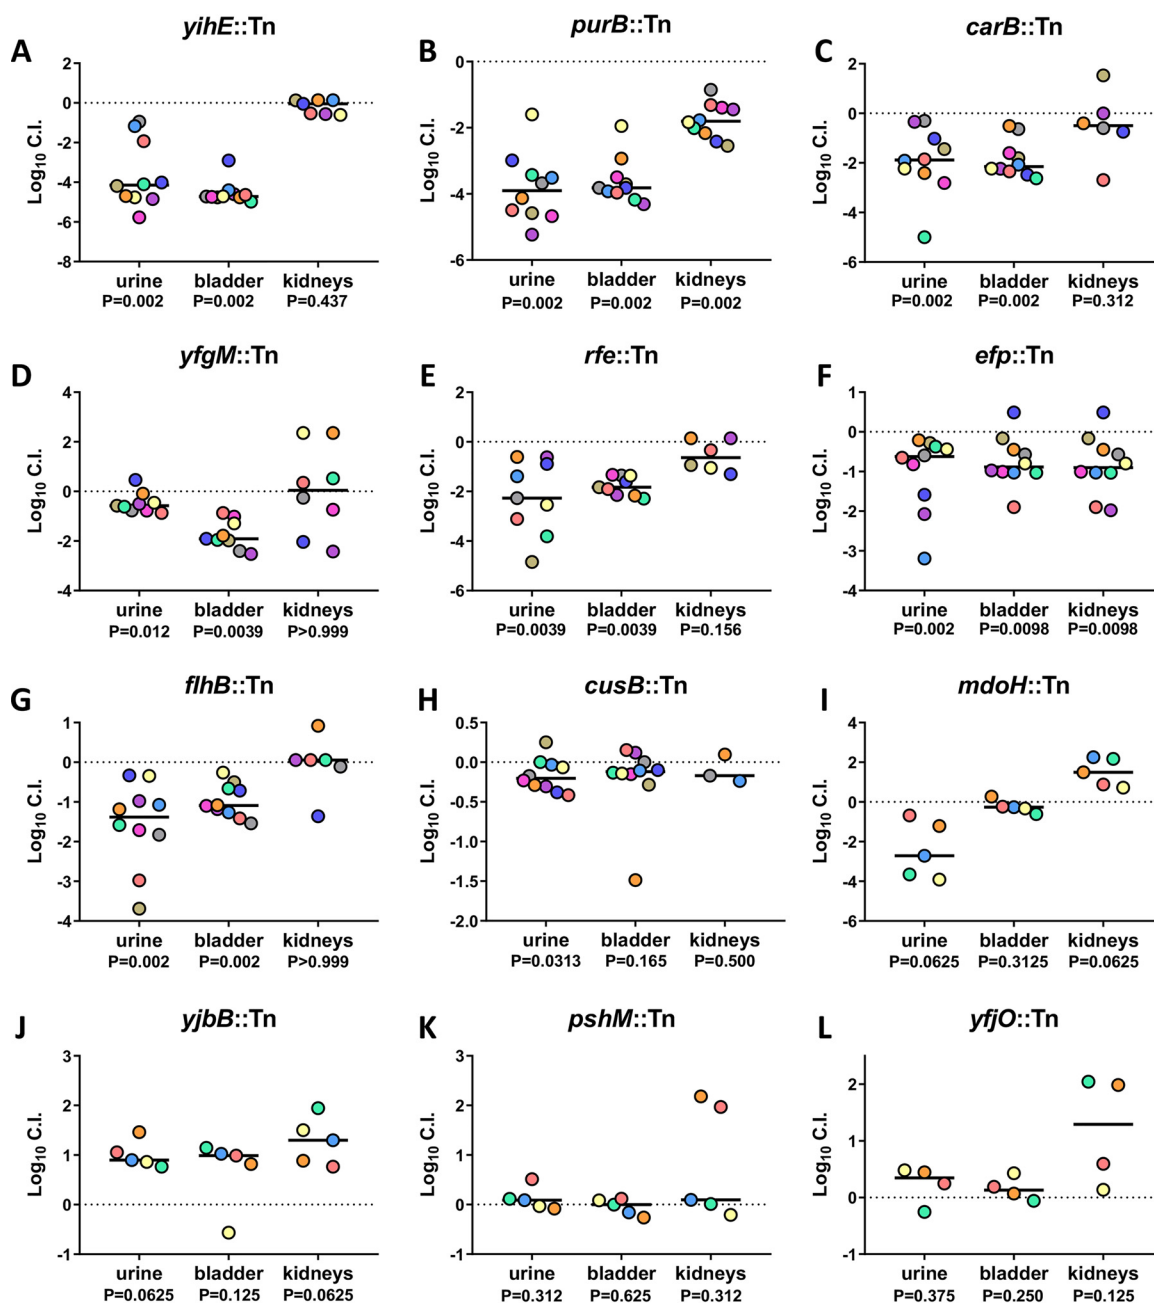 A
yihE::Tn
Log10 C.I.
2
0
-2
-4
-6
-8
urine bladder kidneys
P=0.002 P=0.002 P=0.437
B
purB::Tn
Log10 C.I.
0
-2
-4
-6
urine bladder kidneys
P=0.002 P=0.002 P=0.002
C
carB::Tn
Log10 C.I.
2
0
-2
-4
-6
urine bladder kidneys
P=0.002 P=0.002 P=0.312
D
yfgM::Tn
Log10 C.I.
4
2
0
-2
-4
urine bladder kidneys
P=0.012 P=0.0039 P>0.999
E
rfe::Tn
Log10 C.I.
2
0
-2
-4
-6
urine bladder kidneys
P=0.0039 P=0.0039 P=0.156
F
efp::Tn
Log10 C.I.
1
0
-1
-2
-3
-4
urine bladder kidneys
P=0.002 P=0.0098 P=0.0098
G
flhB::Tn
Log10 C.I.
1
0
-1
-2
-3
-4
urine bladder kidneys
P=0.002 P=0.002 P>0.999
H
cusB::Tn
Log10 C.I.
0.5
0.0
-0.5
-1.0
-1.5
-2.0
urine bladder kidneys
P=0.0313 P=0.165 P=0.500
I
mdoH::Tn
Log10 C.I.
4
2
0
-2
-4
-6
urine bladder kidneys
P=0.0625 P=0.3125 P=0.0625
J
yjbB::Tn
Log10 C.I.
3
2
1
0
-1
urine bladder kidneys
P=0.0625 P=0.125 P=0.0625
K
pshM::Tn
Log10 C.I.
3
2
1
0
-1
urine bladder kidneys
P=0.312 P=0.625 P=0.312
L
yfjO::Tn
Log10 C.I.
2
1
0
-1
urine bladder kidneys
P=0.375 P=0.250 P=0.125